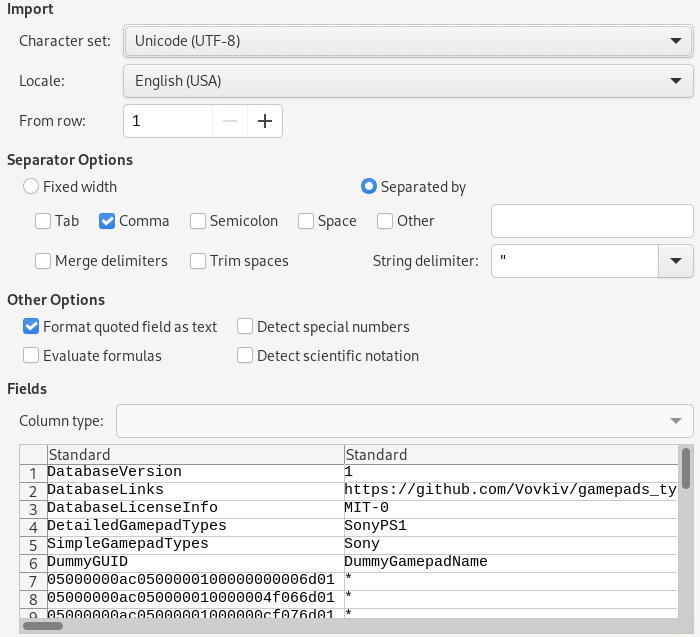 Import
Character set: Unicode (UTF-8)
Locale: English (USA)
From row: 1
Separator Options
Fixed width Separated by
Tab Comma Semicolon Space Other
Merge delimiters Trim spaces String delimiter: "
Other Options
Format quoted field as text Detect special numbers
Evaluate formulas Detect scientific notation
Fields
Column type:
Standard Standard
1 DatabaseVersion 1
2 DatabaseLinks https://github.com/Vovkiv/gamepads_ty
3 DatabaseLicenseInfo MIT-0
4 DetailedGamepadTypes SonyPS1
5 SimpleGamepadTypes Sony
6 DummyGUID DummyGamepadName
7 05000000ac0500000100000000006d01 *
8 05000000ac050000010000004f066d01 *
9 05000000ac05000001000000cf076d01 *